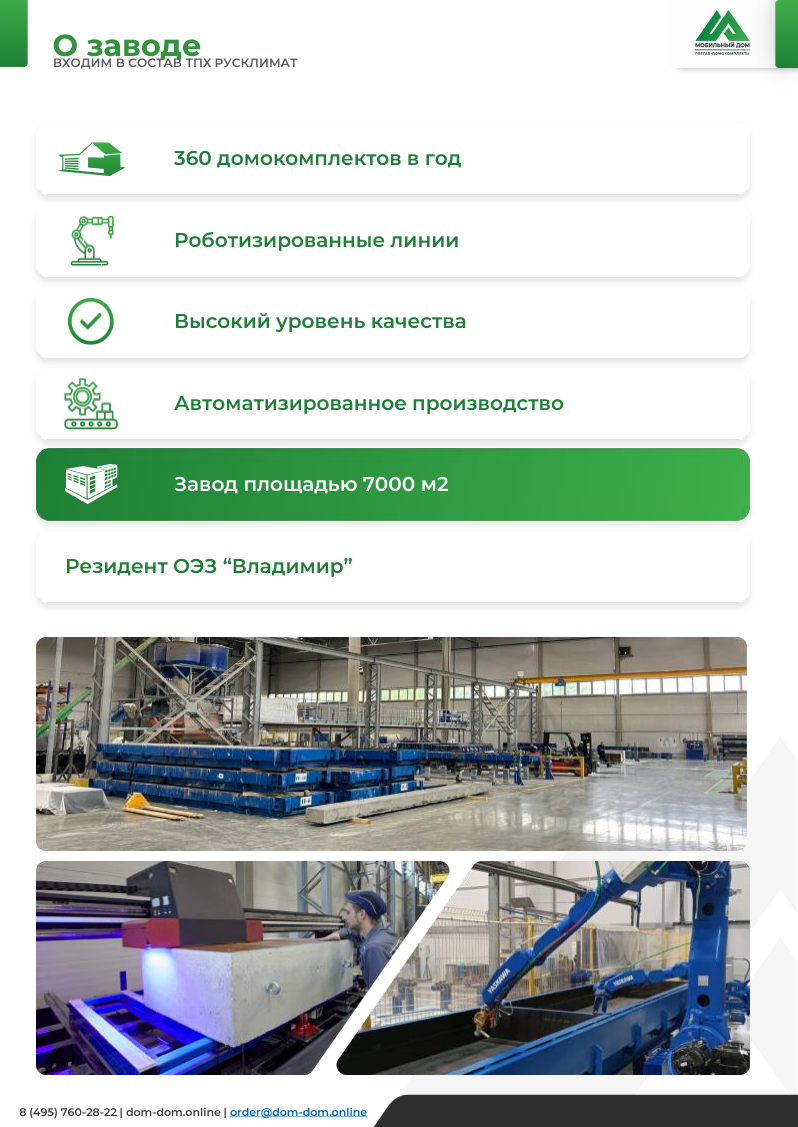 О заводе
ВХОДИМ В СОСТАВ ТПХ РУСКЛИМАТ
МОБИЛЬНЫЙ ДОМ
PREFAB-ДОМОКОМПЛЕКТЫ
360 домокомплектов в год
Роботизированные линии
Высокий уровень качества
Автоматизированное производство
Завод площадью 7000 м2
Резидент ОЭЗ “Владимир”
YASKAWA
YASKAWA
8 (495) 760-28-22 | dom-dom.online | order@dom-dom.online